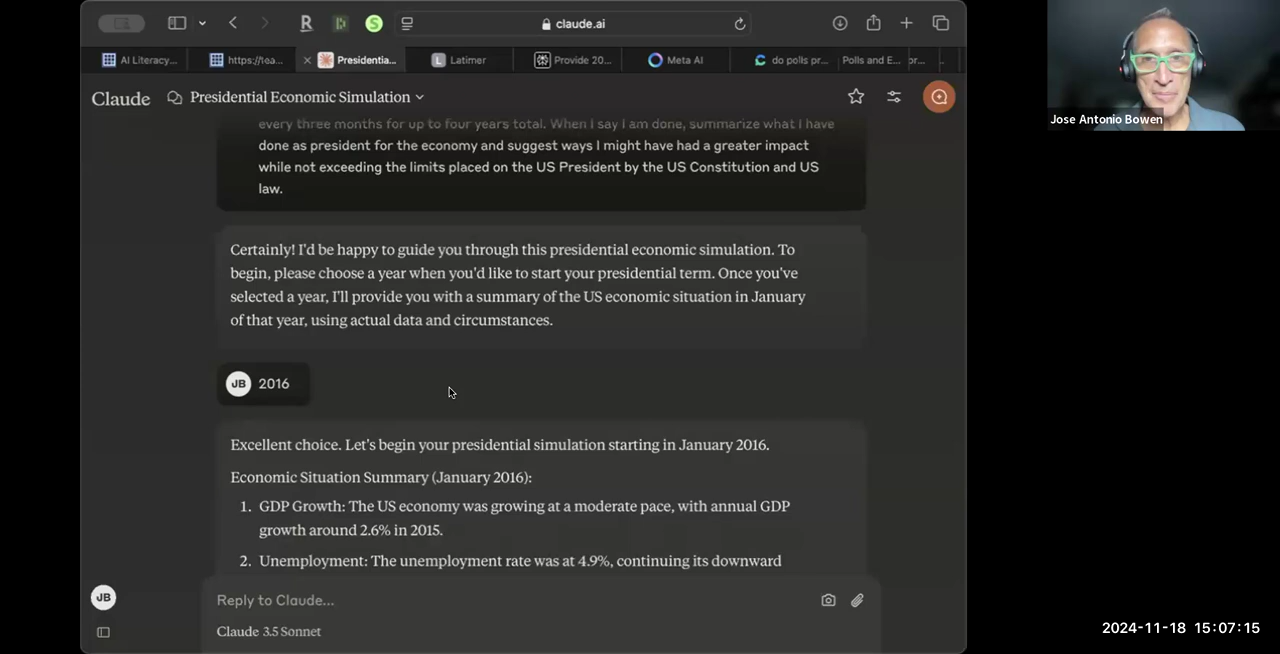 claude.ai
AI Literacy...
https://tea...
Presidentia...
Latimer
Provide 20...
Meta AI
do polls pr...
Polls and E...
or...
Claude
Presidential Economic Simulation
Jose Antonio Bowen
every three months for up to four years total. When I say I am done, summarize what I have
done as president for the economy and suggest ways I might have had a greater impact
while not exceeding the limits placed on the US President by the US Constitution and US
law.
Certainly! I'd be happy to guide you through this presidential economic simulation. To
begin, please choose a year when you'd like to start your presidential term. Once you've
selected a year, I'll provide you with a summary of the US economic situation in January
of that year, using actual data and circumstances.
JB 2016
Excellent choice. Let's begin your presidential simulation starting in January 2016.
Economic Situation Summary (January 2016):
1. GDP Growth: The US economy was growing at a moderate pace, with annual GDP
growth around 2.6% in 2015.
2. Unemployment: The unemployment rate was at 4.9%, continuing its downward
JB
Reply to Claude...
Claude 3.5 Sonnet
2024-11-18 15:07:15